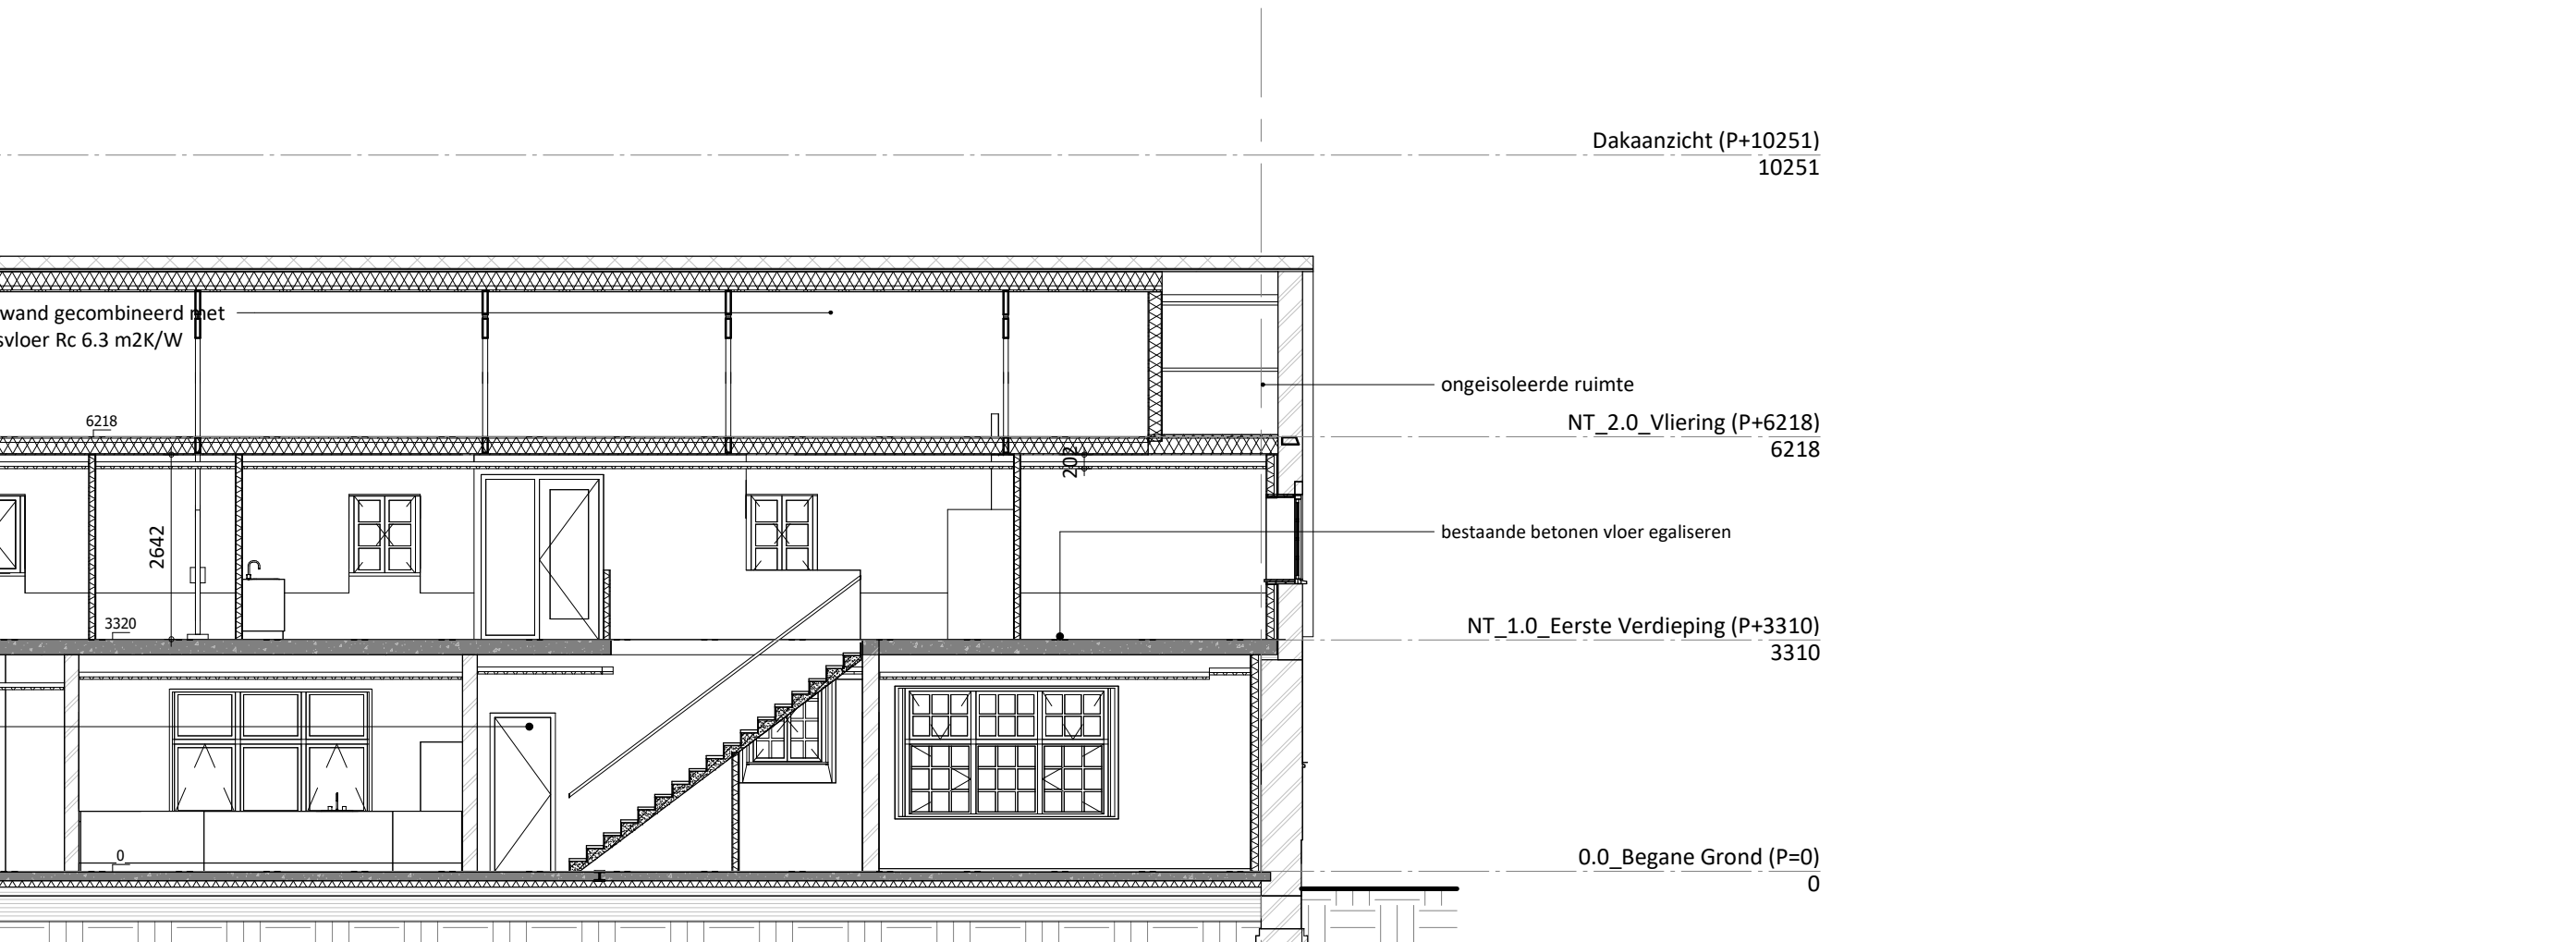 Dakaanzicht (P+10251)
10251
wand gecombineerd met
svloer Rc 6.3 m2K/W
ongeisoleerde ruimte
6218
NT_2.0_Vliering (P+6218)
6218
202
2642
bestaande betonen vloer egaliseren
3320
NT_1.0_Eerste Verdieping (P+3310)
3310
0
0.0_Begane Grond (P=0)
0